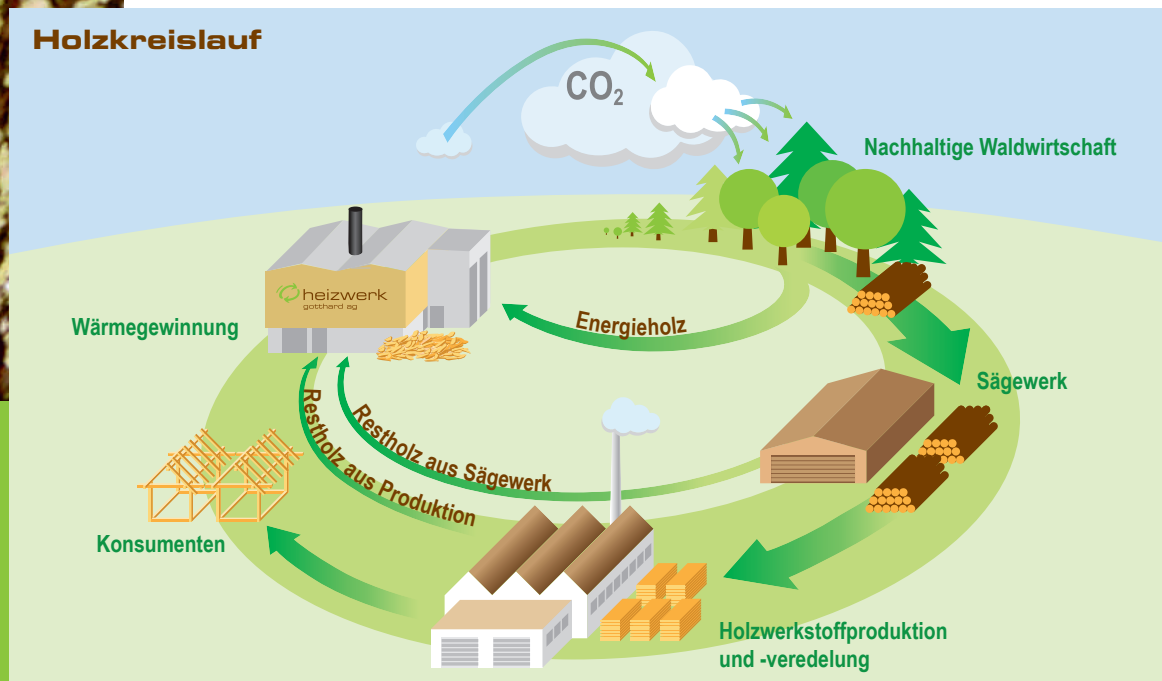 Holzkreislauf
CO₂
Nachhaltige Waldwirtschaft
heizwerk
gotthard ag
Wärmegewinnung
Energieholz
Sägewerk
Restholz aus Sägewerk
Restholz aus Produktion
Konsumenten
Holzwerkstoffproduktion
und -veredelung